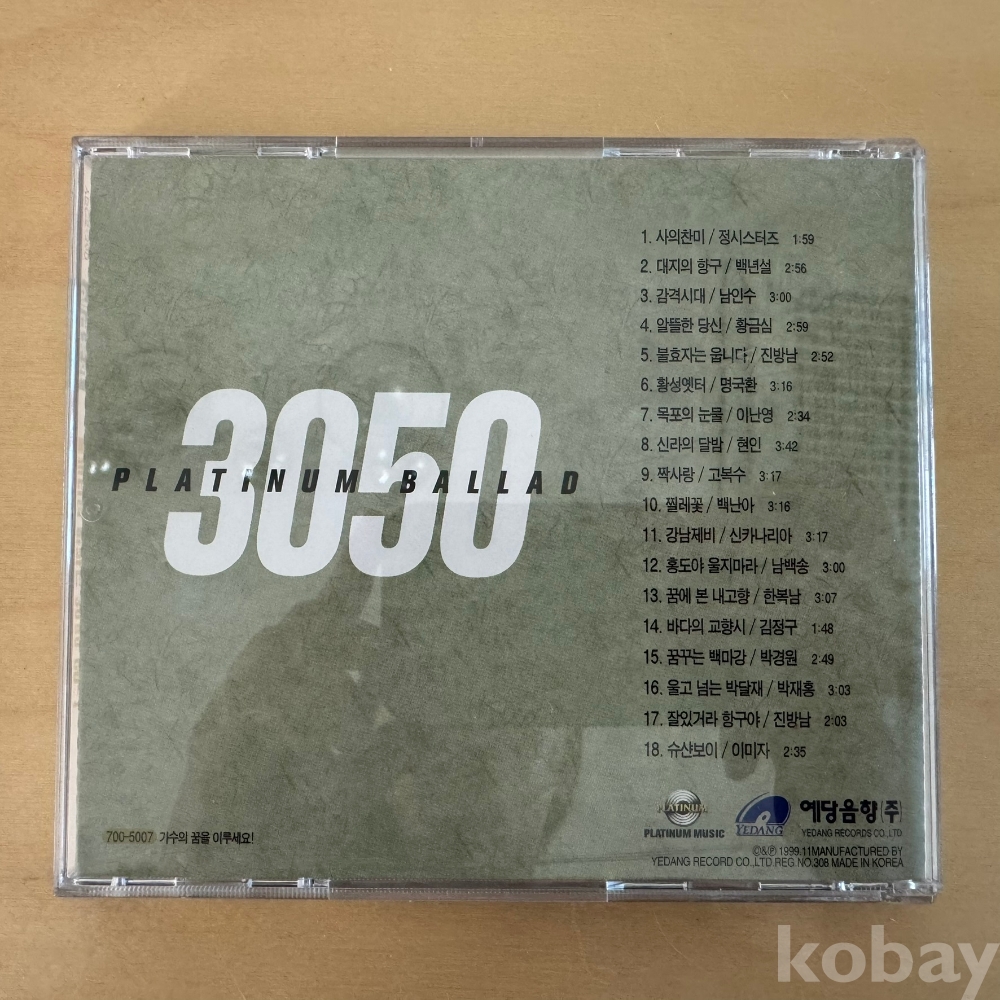 1. 사의찬미 / 정시스터즈 1:59
2. 대지의 항구 / 백년설 2:56
3. 감격시대 / 남인수 3:00
4. 알뜰한 당신 / 황금심 2:59
5. 불효자는 웁니다 / 진방남 2:52
6. 황성옛터 / 명국환 3:16
7. 목포의 눈물 / 이난영 2:34
8. 신라의 달밤 / 현인 3:42
9. 짝사랑 / 고복수 3:17
10. 찔레꽃 / 백난아 3:16
11. 강남제비 / 신카나리아 3:17
12. 홍도야 울지마라 / 남백송 3:00
13. 꿈에 본 내고향 / 한복남 3:07
14. 바다의 교향시 / 김정구 1:48
15. 꿈꾸는 백마강 / 박경원 2:49
16. 울고 넘는 박달재 / 박재홍 3:03
17. 잘있거라 항구야 / 진방남 2:03
18. 슈샨보이 / 이미자 2:35
3050
PLATINUM BALLAD
700-5007 가수의 꿈을 이루세요!
PLATINUM
PLATINUM MUSIC
YEDANG
예당음향(주)
YEDANG RECORDS CO.,LTD
©&℗ 1999.11MANUFACTURED BY
YEDANG RECORD CO.,LTD REG.NO.308 MADE IN KOREA
kobay